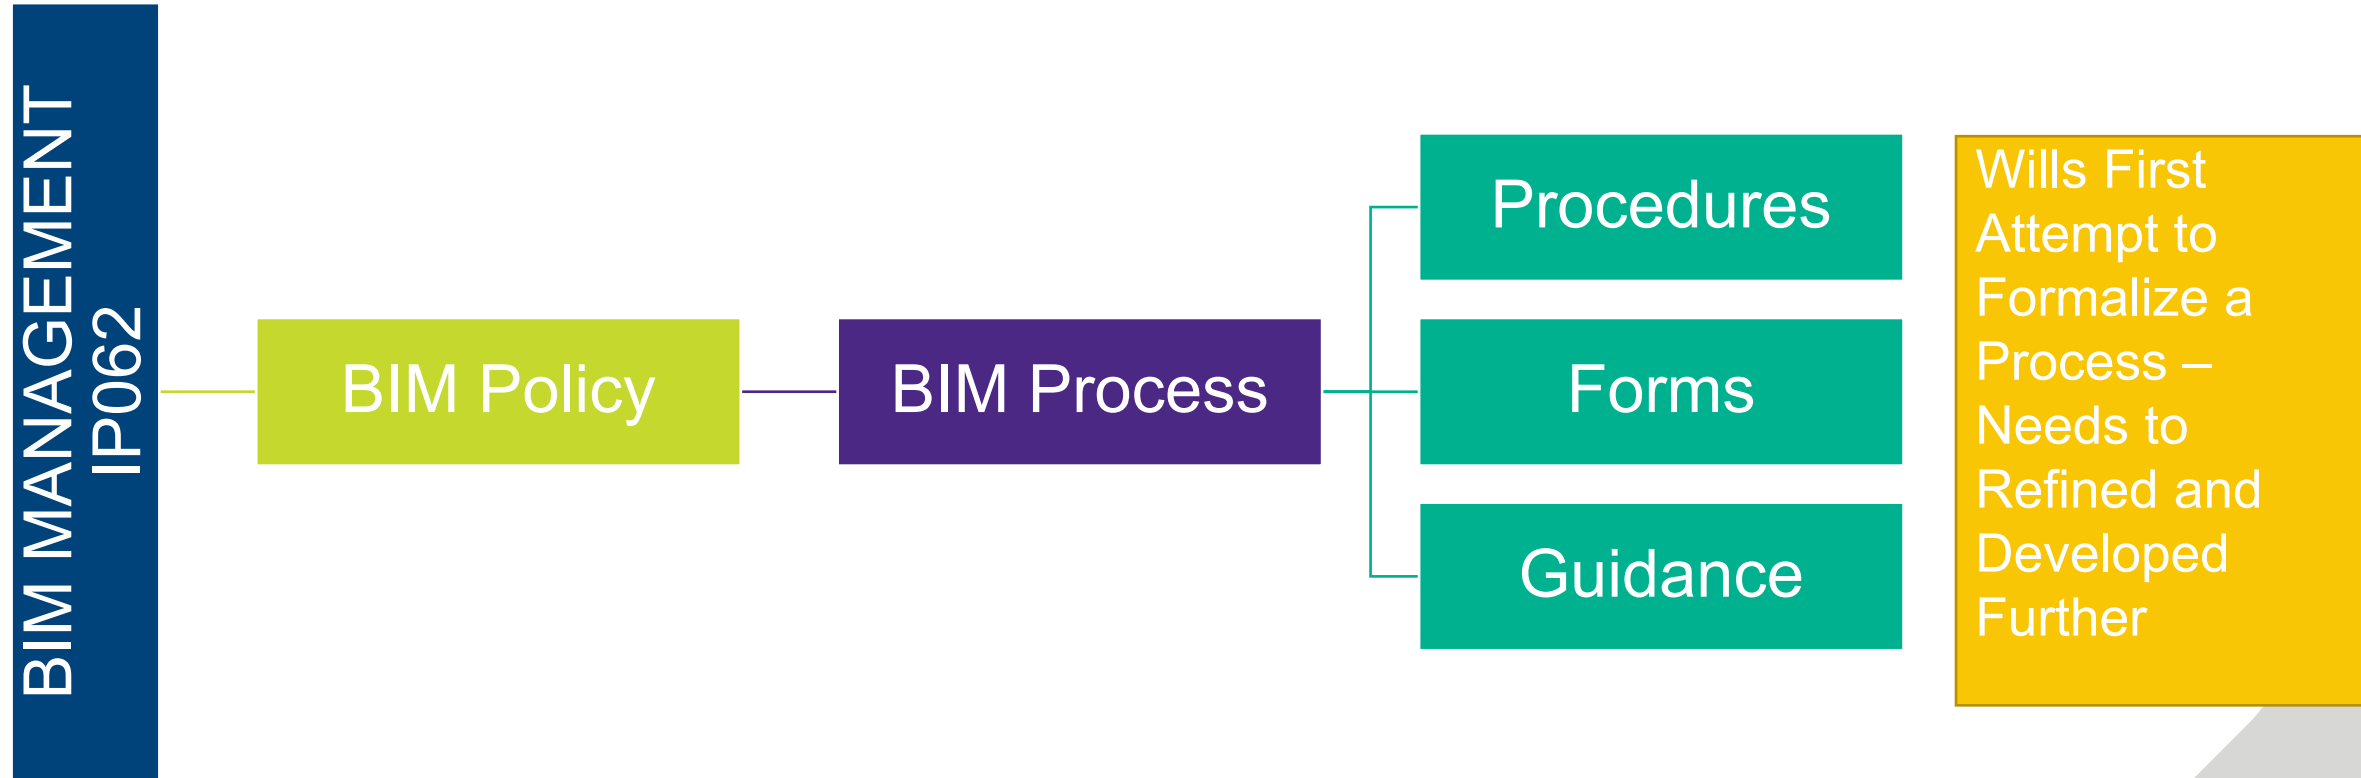 BIM MANAGEMENT
IP062
BIM Policy
BIM Process
Procedures
Forms
Guidance
Wills First
Attempt to
Formalize a
Process –
Needs to
Refined and
Developed
Further